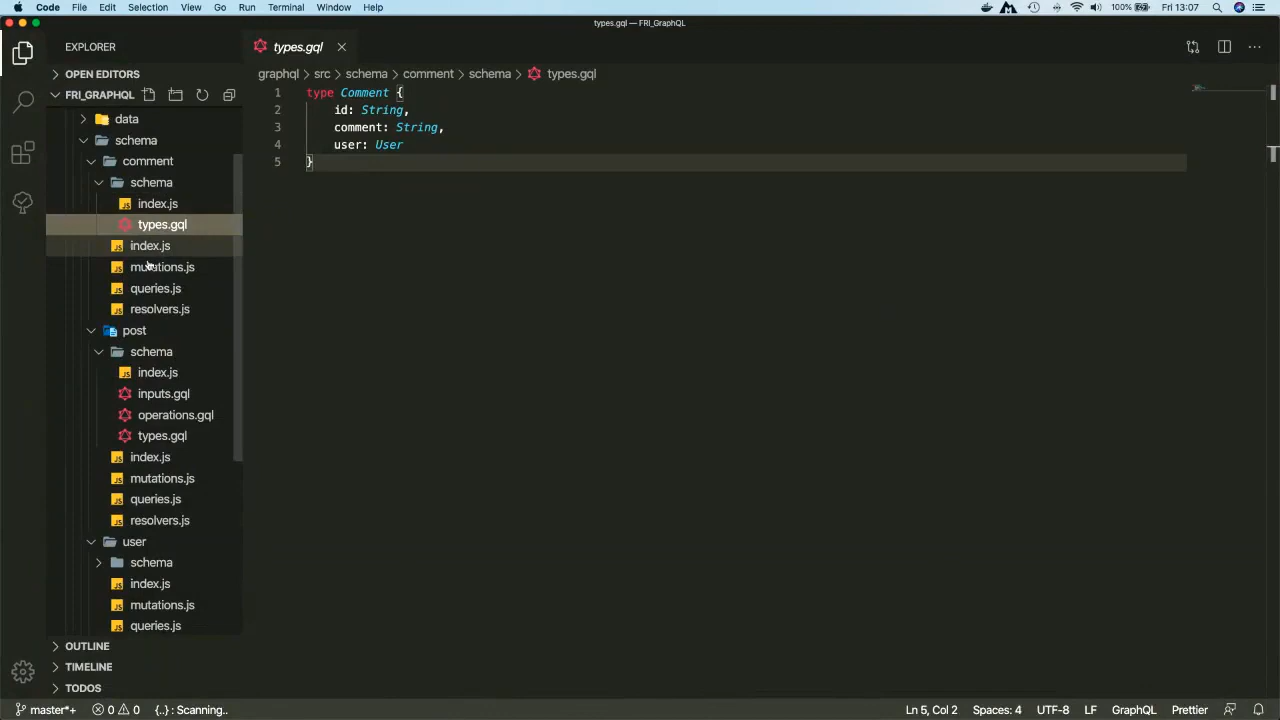 Code File Edit Selection View Go Run Terminal Window Help 100% Fri 13:07
types.gql — FRI_GraphQL
EXPLORER
types.gql
OPEN EDITORS
graphql > src > schema > comment > schema > types.gql
FRI_GRAPHQL
data
schema
comment
schema
index.js
types.gql
index.js
mutations.js
queries.js
resolvers.js
post
schema
index.js
inputs.gql
operations.gql
types.gql
index.js
mutations.js
queries.js
resolvers.js
user
schema
index.js
mutations.js
queries.js
OUTLINE
TIMELINE
TODOS
1 type Comment {
2 id: String,
3 comment: String,
4 user: User
5 }
master*+ 0 0 {..} : Scanning.. Ln 5, Col 2 Spaces: 4 UTF-8 LF GraphQL Prettier